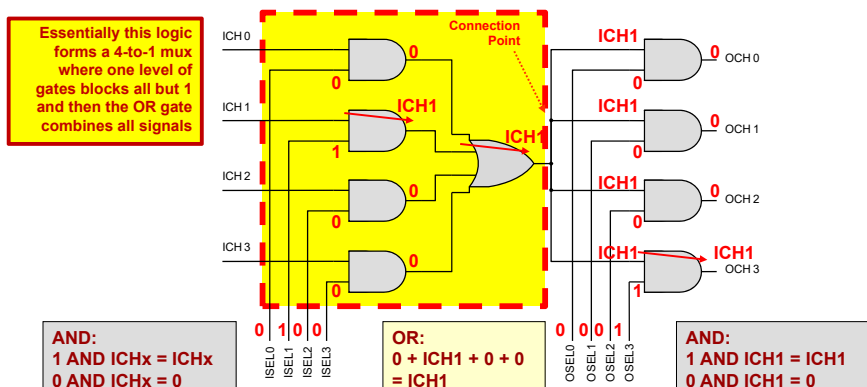 Essentially this logic
forms a 4-to-1 mux
where one level of
gates blocks all but 1
and then the OR gate
combines all signals
Connection
Point
ICH 0
0
0
ICH 1
ICH1
1
ICH 2
0
0
ICH 3
0
0
ICH1
ICH1
0
OCH 0
0
ICH1
0
OCH 1
0
ICH1
0
OCH 2
0
ICH1
ICH1
OCH 3
1
0 1 0 0
ISEL0
ISEL1
ISEL2
ISEL3
0 0 0 1
OSEL0
OSEL1
OSEL2
OSEL3
AND:
1 AND ICHx = ICHx
0 AND ICHx = 0
OR:
0 + ICH1 + 0 + 0
= ICH1
AND:
1 AND ICH1 = ICH1
0 AND ICH1 = 0